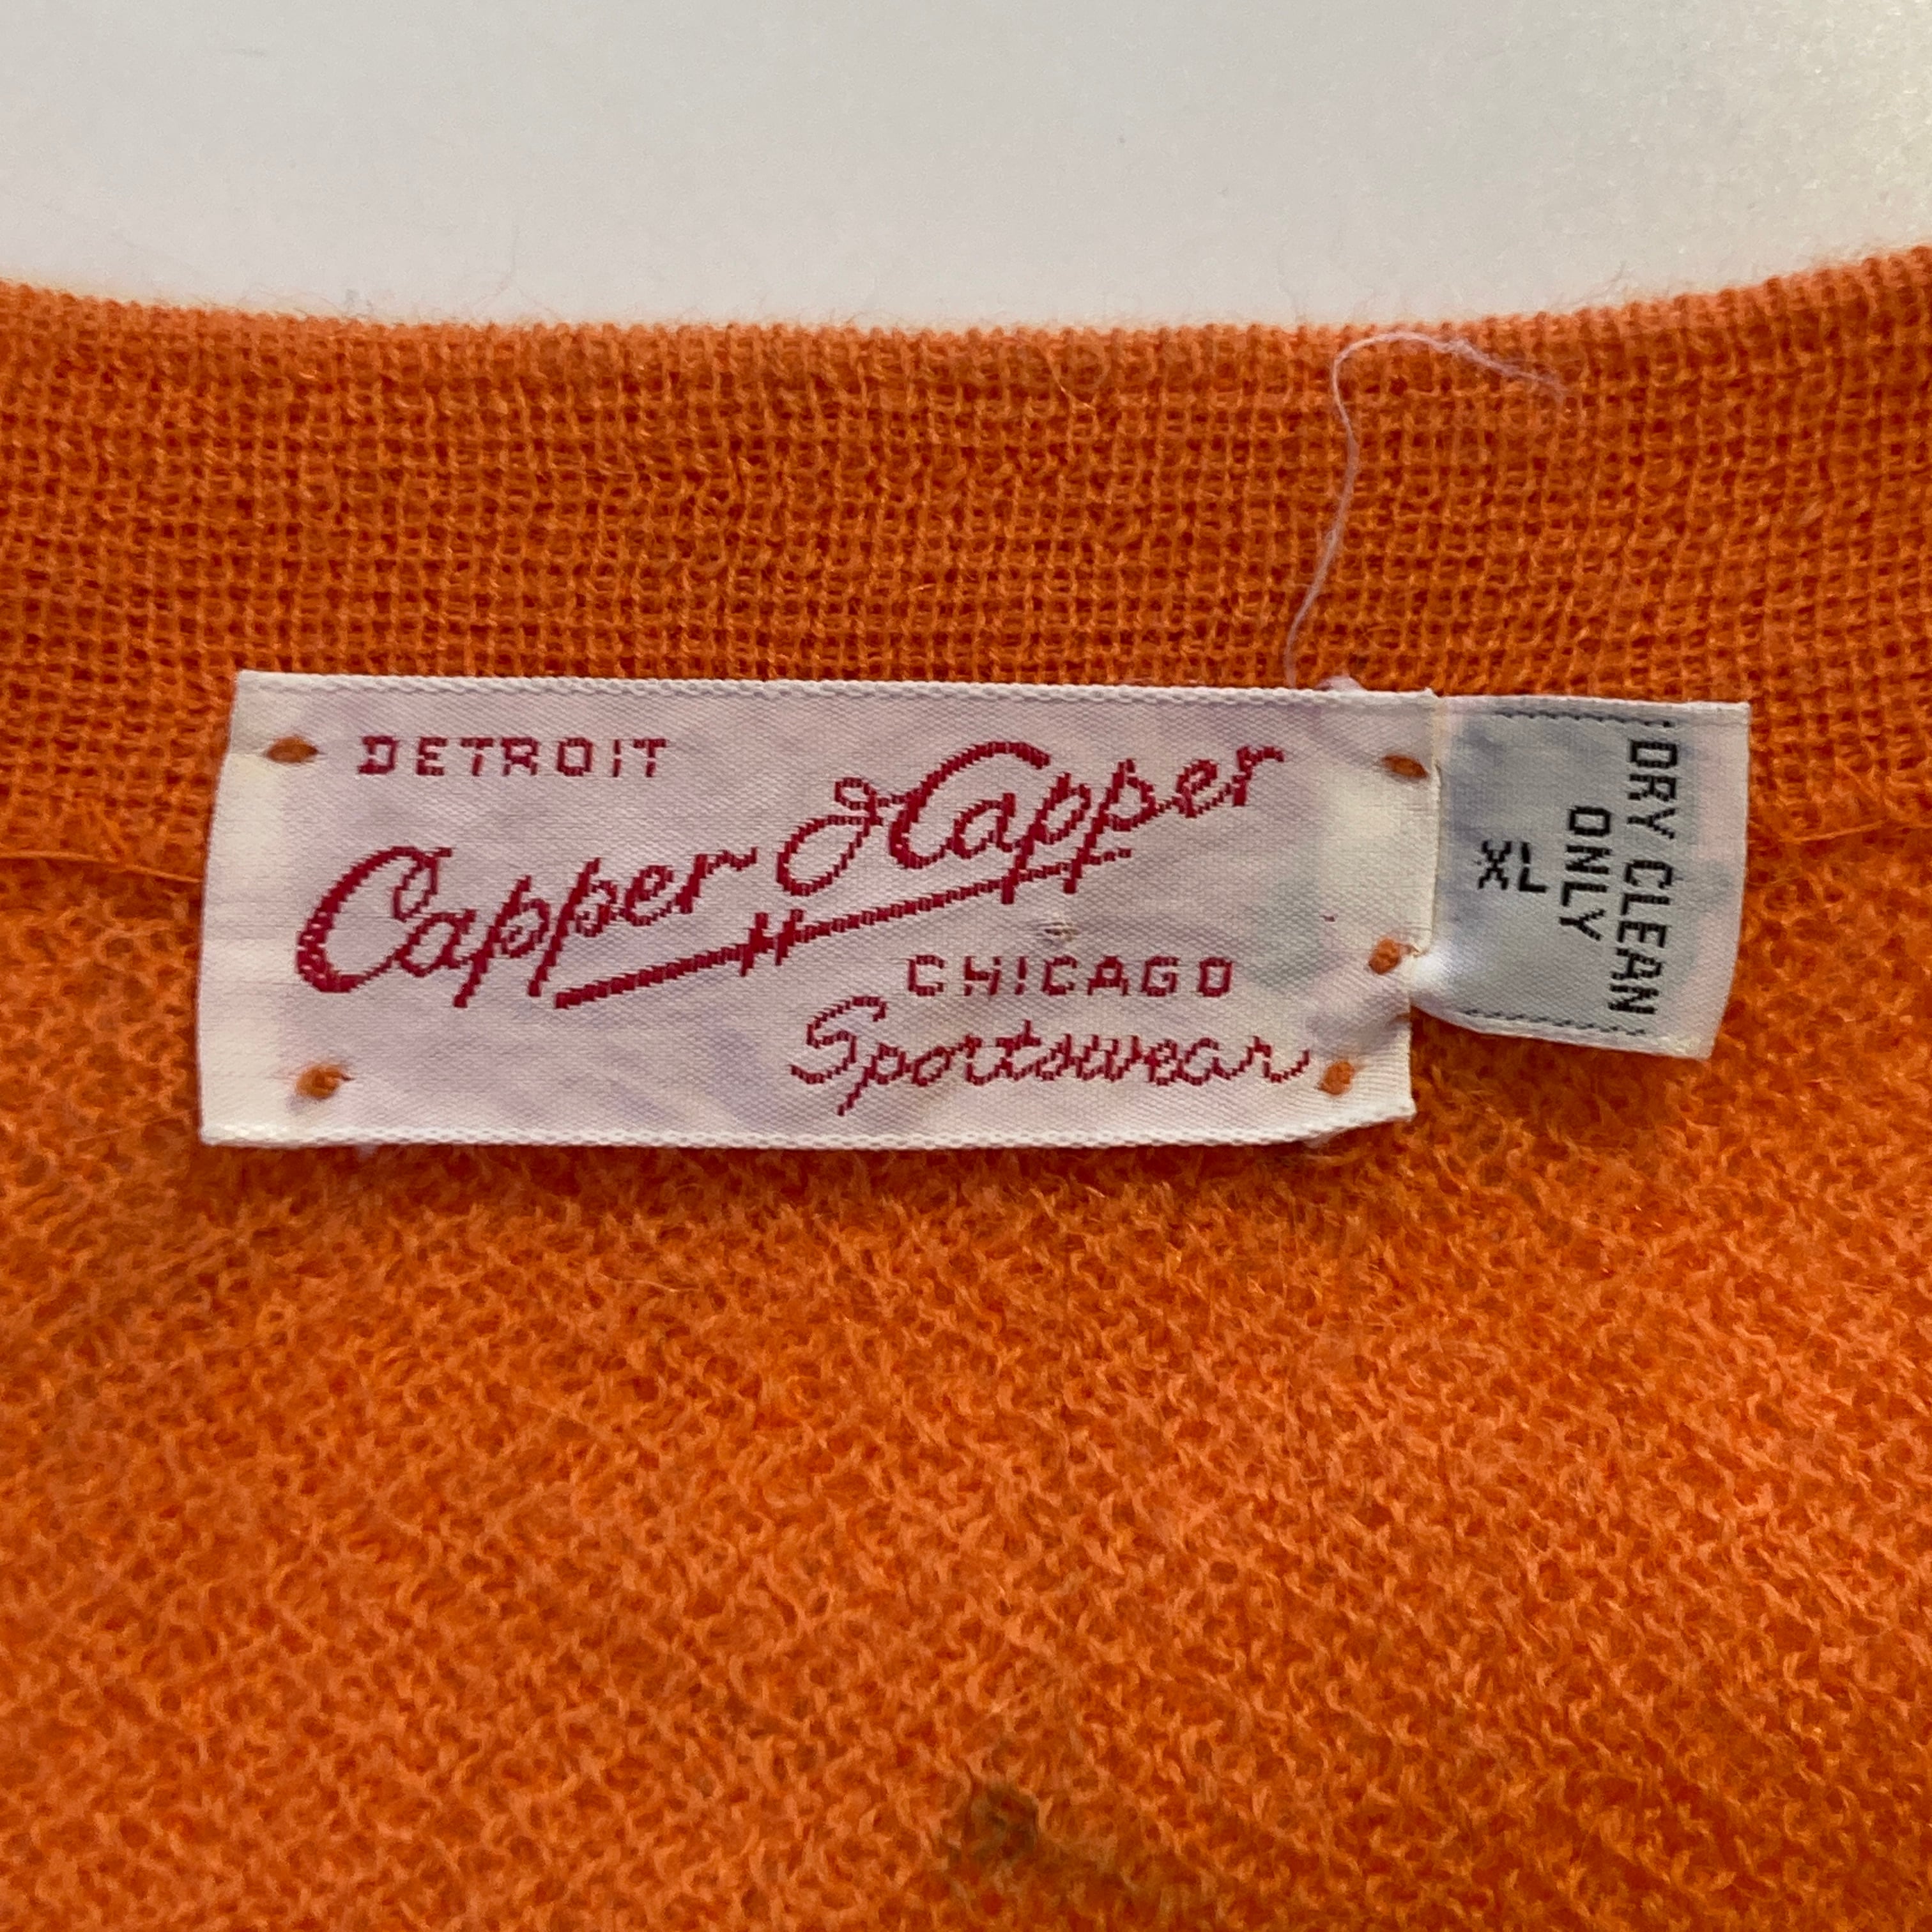 DETROIT
Capper & Capper
CHICAGO
Sportswear
DRY CLEAN
ONLY
XL